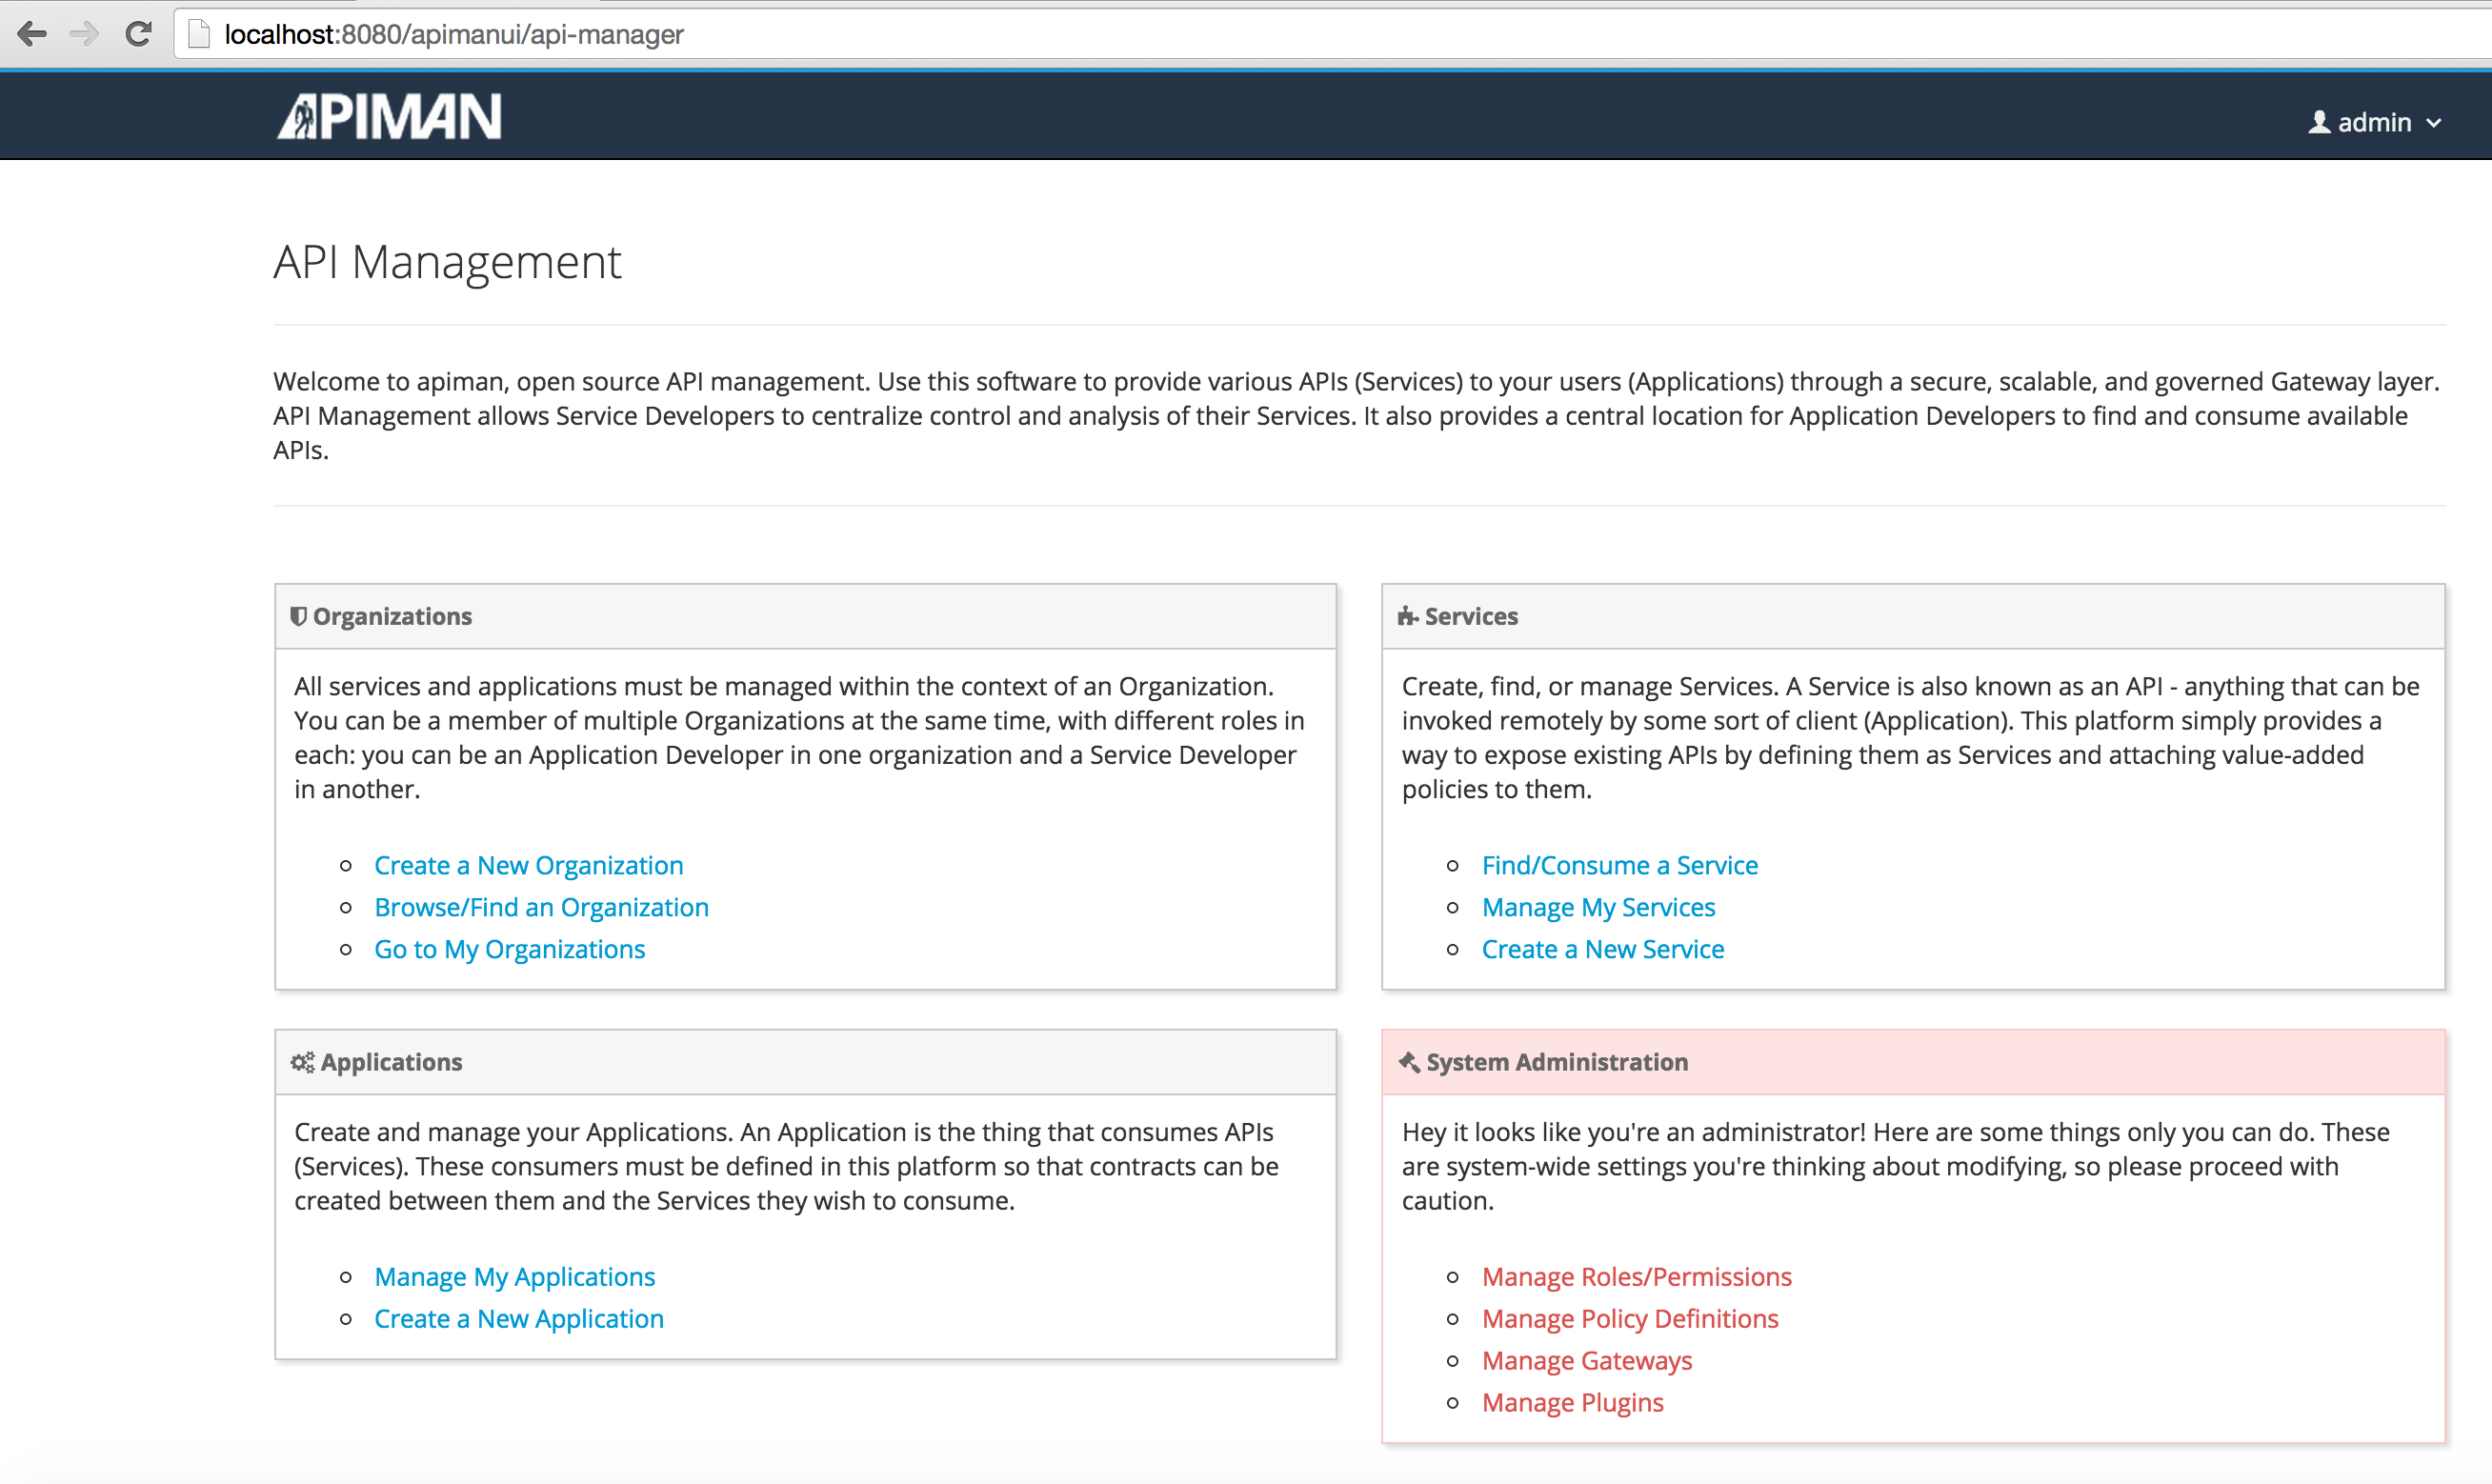 localhost:8080/apimanui/api-manager
APIMAN
admin
API Management
Welcome to apiman, open source API management. Use this software to provide various APIs (Services) to your users (Applications) through a secure, scalable, and governed Gateway layer.
API Management allows Service Developers to centralize control and analysis of their Services. It also provides a central location for Application Developers to find and consume available
APIs.
Organizations
All services and applications must be managed within the context of an Organization.
You can be a member of multiple Organizations at the same time, with different roles in
each: you can be an Application Developer in one organization and a Service Developer
in another.
Create a New Organization
Browse/Find an Organization
Go to My Organizations
Services
Create, find, or manage Services. A Service is also known as an API - anything that can be
invoked remotely by some sort of client (Application). This platform simply provides a
way to expose existing APIs by defining them as Services and attaching value-added
policies to them.
Find/Consume a Service
Manage My Services
Create a New Service
Applications
Create and manage your Applications. An Application is the thing that consumes APIs
(Services). These consumers must be defined in this platform so that contracts can be
created between them and the Services they wish to consume.
Manage My Applications
Create a New Application
System Administration
Hey it looks like you're an administrator! Here are some things only you can do. These
are system-wide settings you're thinking about modifying, so please proceed with
caution.
Manage Roles/Permissions
Manage Policy Definitions
Manage Gateways
Manage Plugins